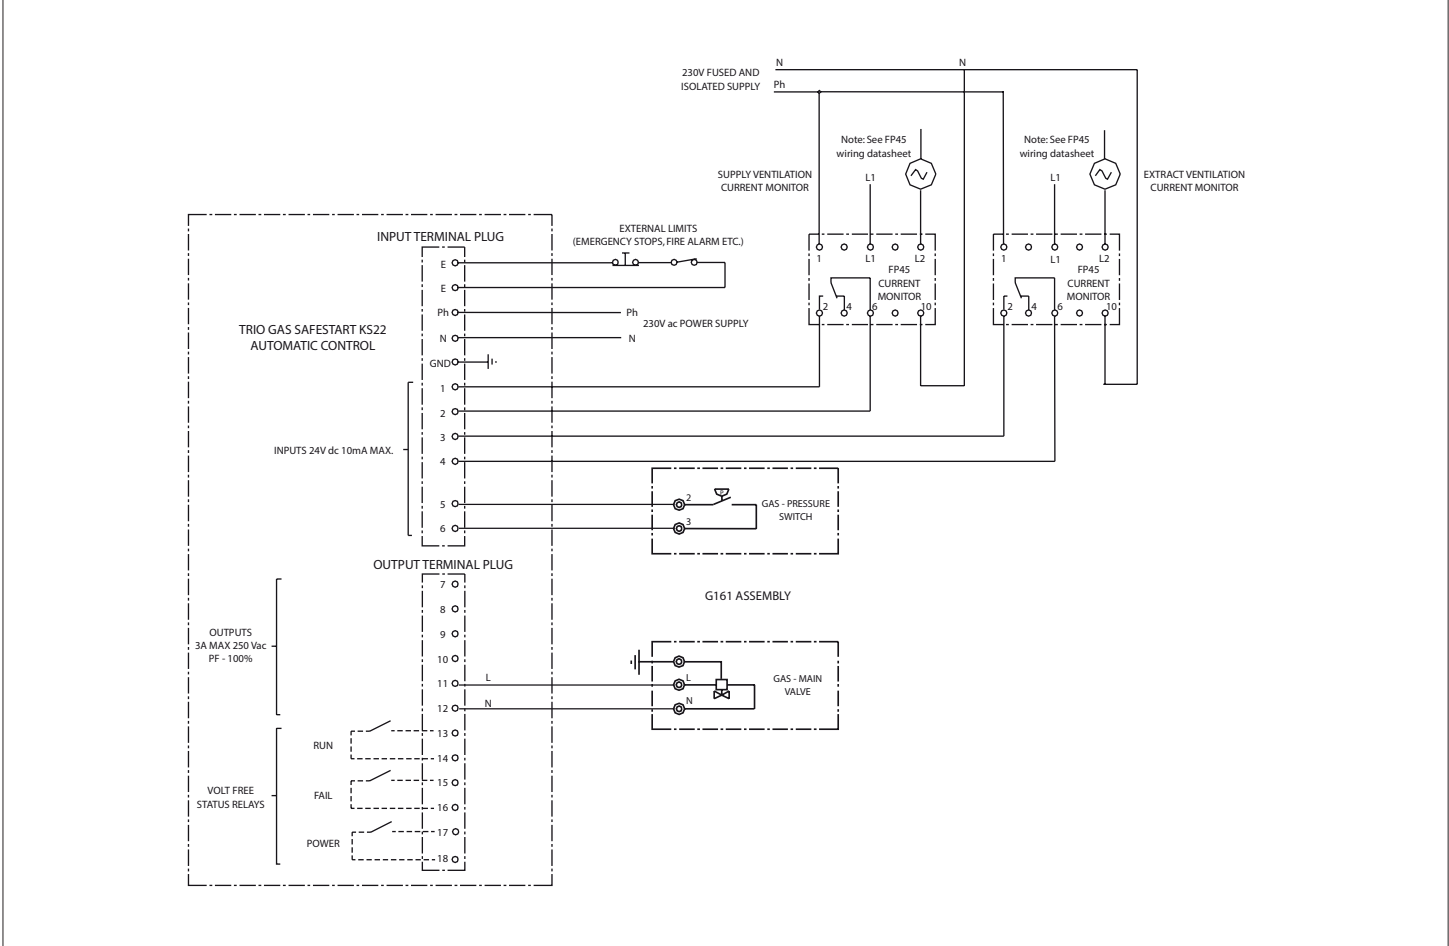 N
N
230V FUSED AND
ISOLATED SUPPLY
Ph
Note: See FP45
wiring datasheet
Note: See FP45
wiring datasheet
SUPPLY VENTILATION
CURRENT MONITOR
L1
L1
EXTRACT VENTILATION
CURRENT MONITOR
INPUT TERMINAL PLUG
EXTERNAL LIMITS
(EMERGENCY STOPS, FIRE ALARM ETC.)
1
L1
L2
FP45
CURRENT
MONITOR
2
4
6
10
1
L1
L2
FP45
CURRENT
MONITOR
2
4
6
10
E
E
Ph
Ph
230V ac POWER SUPPLY
N
N
TRIO GAS SAFESTART KS22
AUTOMATIC CONTROL
GND
1
2
3
4
INPUTS 24V dc 10mA MAX.
5
6
2
3
GAS - PRESSURE
SWITCH
OUTPUT TERMINAL PLUG
7
8
9
10
11
12
13
14
15
16
17
18
G161 ASSEMBLY
OUTPUTS
3A MAX 250 Vac
PF - 100%
L
N
L
N
GAS - MAIN
VALVE
RUN
FAIL
POWER
VOLT FREE
STATUS RELAYS